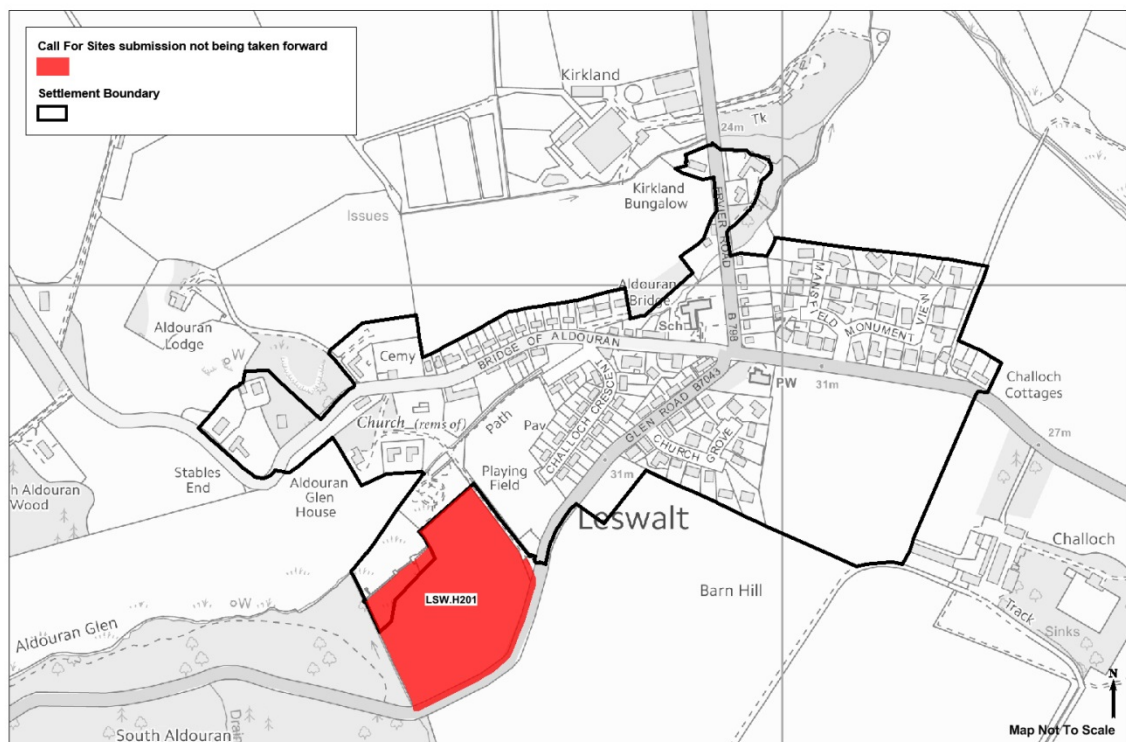 Call For Sites submission not being taken forward
Settlement Boundary
Kirkland
24m
Tk
Kirkland
Bungalow
ERVIE ROAD
Issues
Aldouran
Bridge
MANSFIELD
MONUMENT
VIEW
Aldouran
Lodge
Cemy
BRIDGE OF ALDOURAN
Sch
B 798
W
PW
31m
Challoch
Cottages
Church (rems of)
Path
Pav
CHALLOCH CRESCENT
GLEN ROAD B7043
CHURCH
GROVE
27m
Stables
End
Aldouran
Glen
House
Playing
Field
31m
h Aldouran
Wood
Leswalt
Challoch
LSW.H201
Barn Hill
W
Aldouran Glen
Track
Sinks
N
Drain
South Aldouran
Map Not To Scale